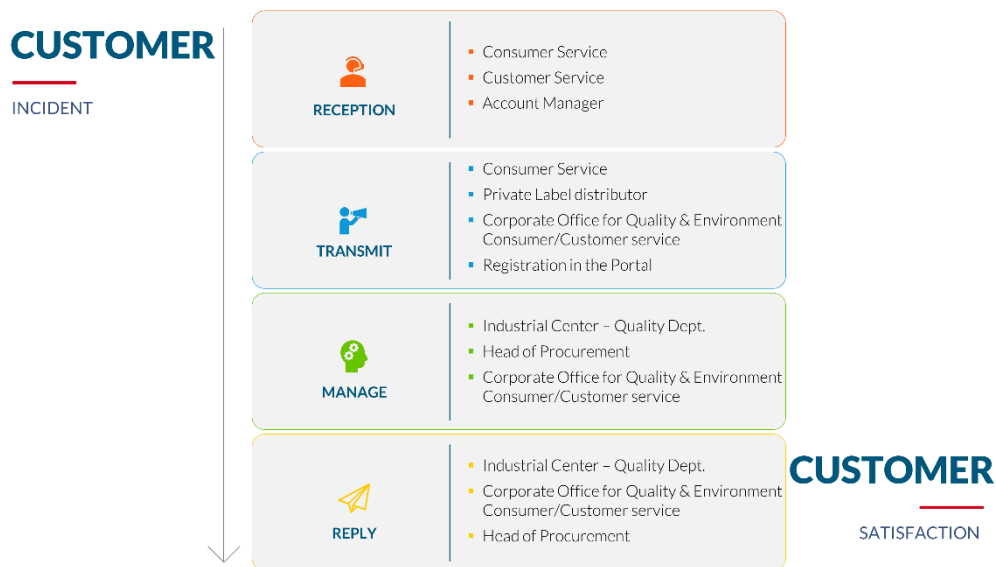 CUSTOMER
INCIDENT
RECEPTION
▪ Consumer Service
▪ Customer Service
▪ Account Manager
TRANSMIT
▪ Consumer Service
▪ Private Label distributor
▪ Corporate Office for Quality & Environment
Consumer/Customer service
▪ Registration in the Portal
MANAGE
▪ Industrial Center – Quality Dept.
▪ Head of Procurement
▪ Corporate Office for Quality & Environment
Consumer/Customer service
REPLY
▪ Industrial Center – Quality Dept.
▪ Corporate Office for Quality & Environment
Consumer/Customer service
▪ Head of Procurement
CUSTOMER
SATISFACTION